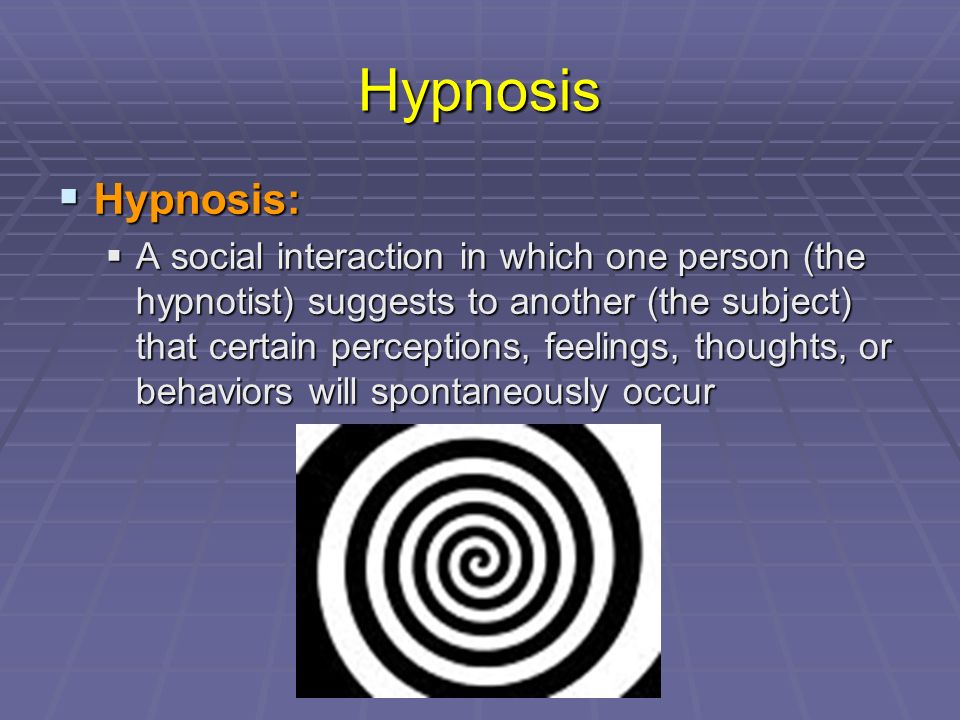 Hypnosis
▪ Hypnosis:
▪ A social interaction in which one person (the
hypnotist) suggests to another (the subject)
that certain perceptions, feelings, thoughts, or
behaviors will spontaneously occur